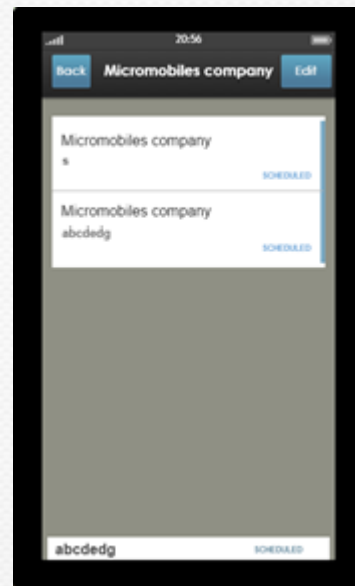 20:56
Back Micromobiles company Edit
Micromobiles company
s
SCHEDULED
Micromobiles company
abcdedg
SCHEDULED
abcdedg SCHEDULED